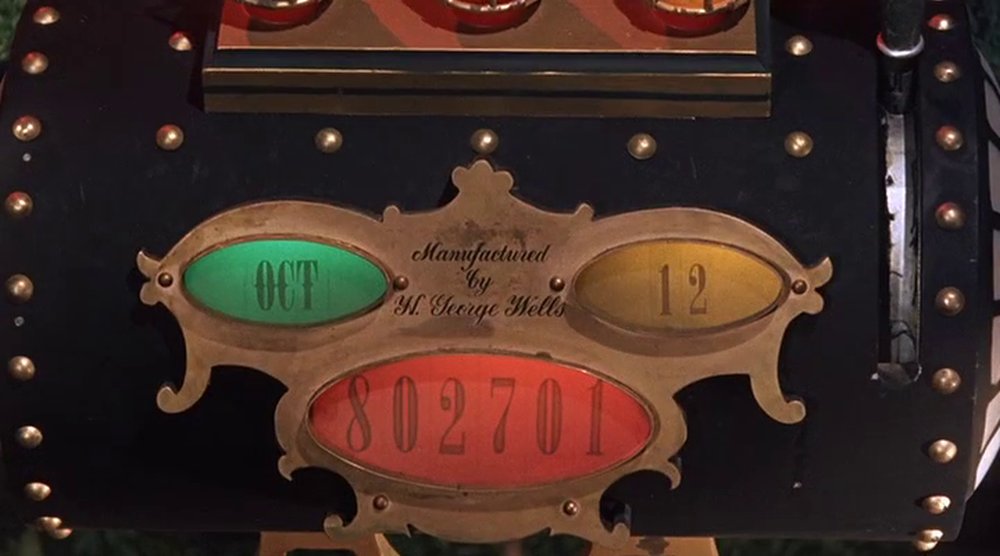 Manufactured
by
H. George Wells
OCT
12
802701